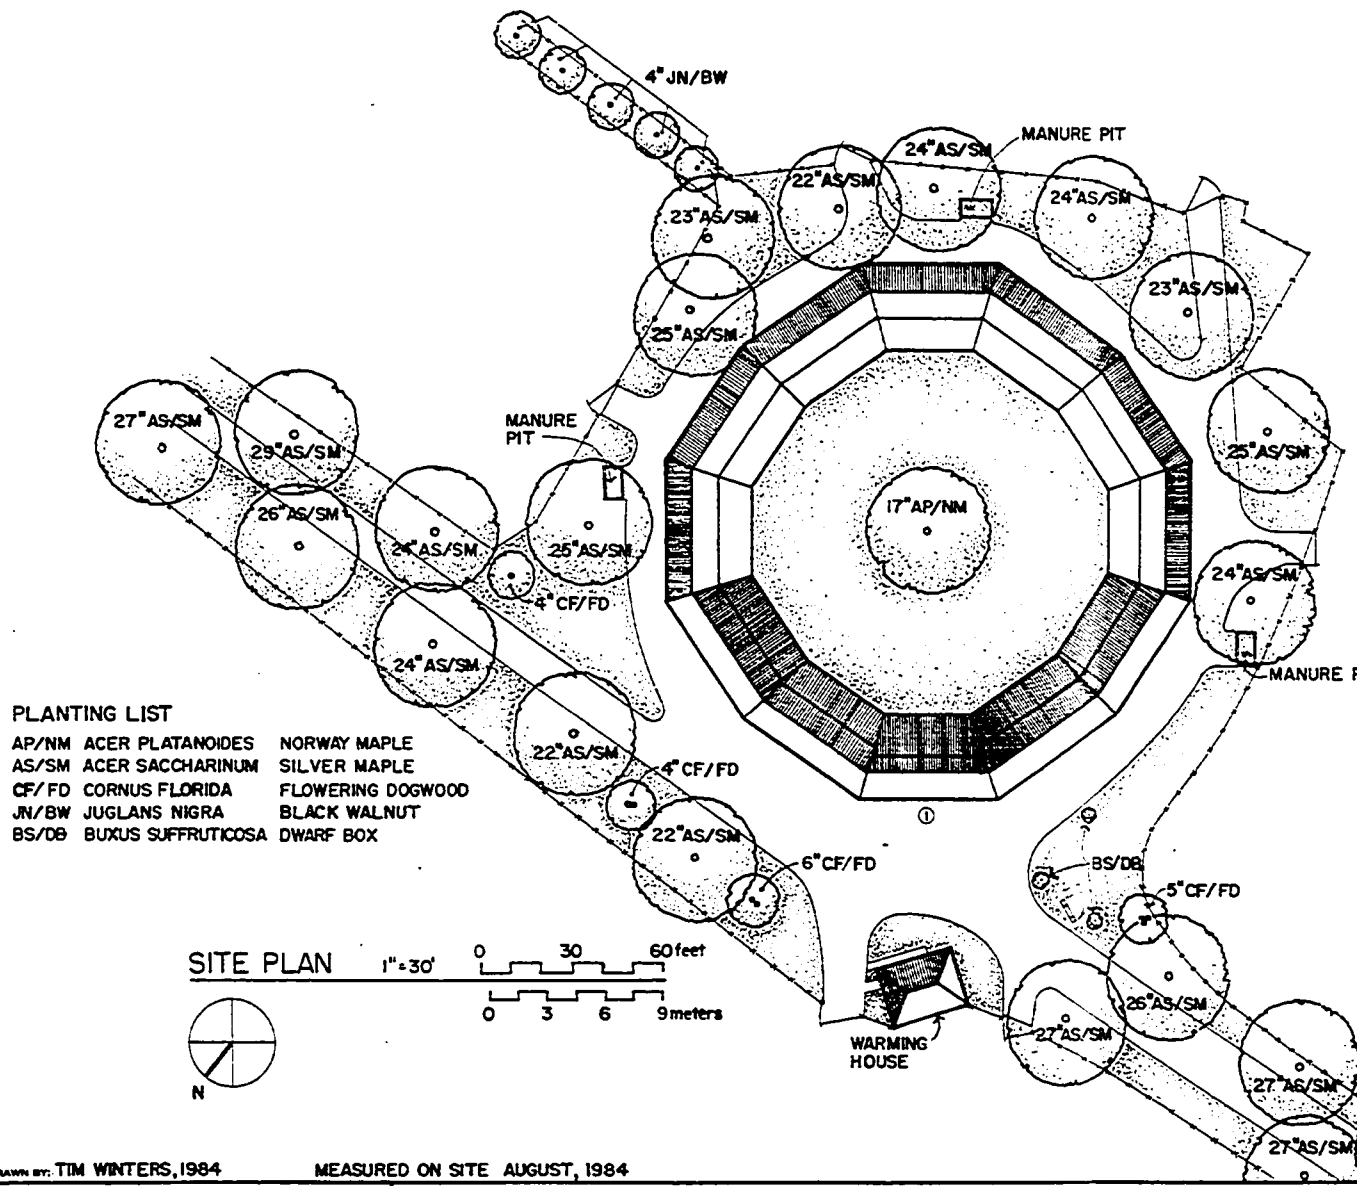 4" JN/BW
MANURE PIT
24" AS/SM
22" AS/SM
24" AS/SM
23" AS/SM
23" AS/SM
25" AS/SM
27" AS/SM
29" AS/SM
MANURE
PIT
25" AS/SM
26" AS/SM
17" AP/NM
24" AS/SM
25" AS/SM
24" AS/SM
4" CF/FD
24" AS/SM
MANURE P
PLANTING LIST
AP/NM ACER PLATANOIDES NORWAY MAPLE
AS/SM ACER SACCHARINUM SILVER MAPLE
CF/FD CORNUS FLORIDA FLOWERING DOGWOOD
JN/BW JUGLANS NIGRA BLACK WALNUT
BS/DB BUXUS SUFFRUTICOSA DWARF BOX
22" AS/SM
4" CF/FD
22" AS/SM
1
6" CF/FD
BS/DB
5" CF/FD
SITE PLAN 1"=30'
0 30 60 feet
0 3 6 9 meters
N
WARMING
HOUSE
26" AS/SM
27" AS/SM
27" AS/SM
27" AS/SM
DRAWN BY: TIM WINTERS, 1984 MEASURED ON SITE AUGUST, 1984